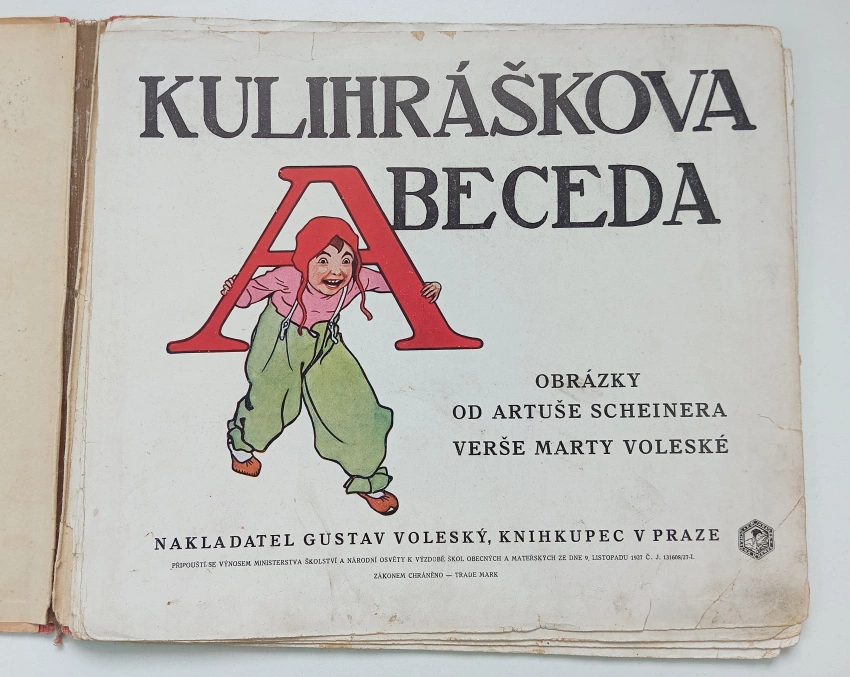 KULIHRÁŠKOVA
ABECEDA
OBRÁZKY
OD ARTUŠE SCHEINERA
VERŠE MARTY VOLESKÉ
NAKLADATEL GUSTAV VOLESKÝ, KNIHKUPEC V PRAZE
PŘIPOUŠTÍ SE VÝNOSEM MINISTERSTVA ŠKOLSTVÍ A NÁRODNÍ OSVĚTY K VÝZDOBĚ ŠKOL OBECNÝCH A MATEŘSKÝCH ZE DNE 9. LISTOPADU 1927 Č. J. 131608/27-I.
ZÁKONEM CHRÁNĚNO — TRADE MARK